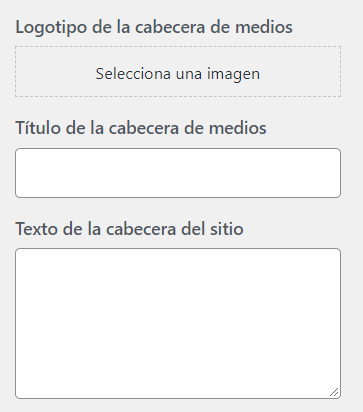 Logotipo de la cabecera de medios
Selecciona una imagen
Título de la cabecera de medios
Texto de la cabecera del sitio